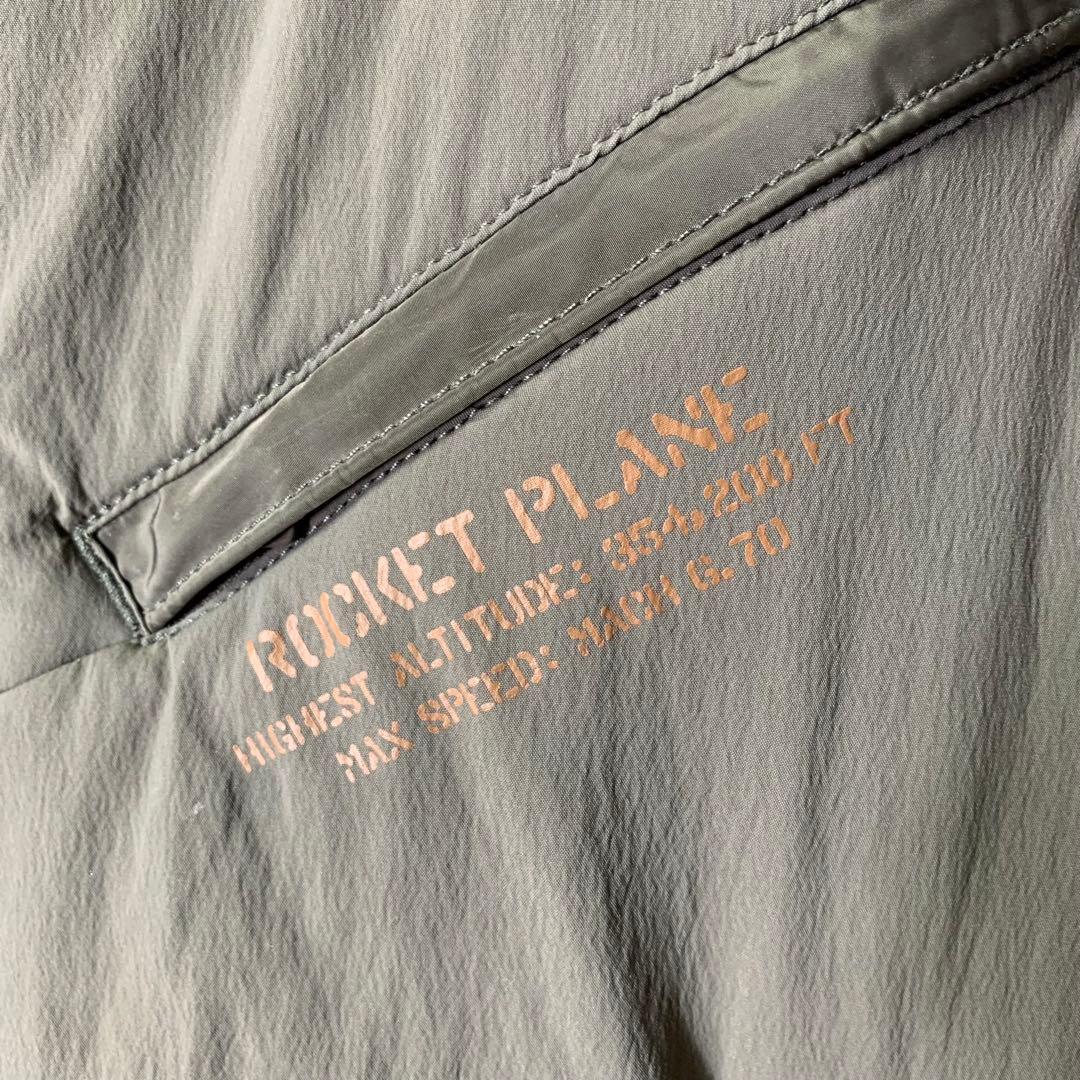 ROCKET PLANE
HIGHEST ALTITUDE: 354,200 FT
MAX SPEED: MACH 6.70